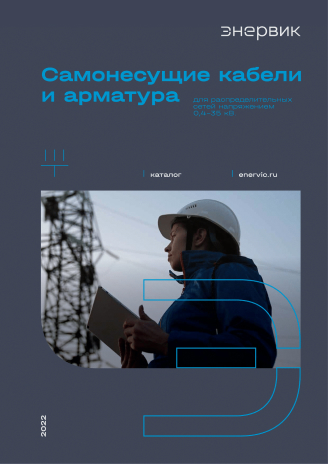 энервик
Самонесущие кабели
и арматура
для распределительных
сетей напряжением
0,4–35 кВ
каталог
enervic.ru
2022